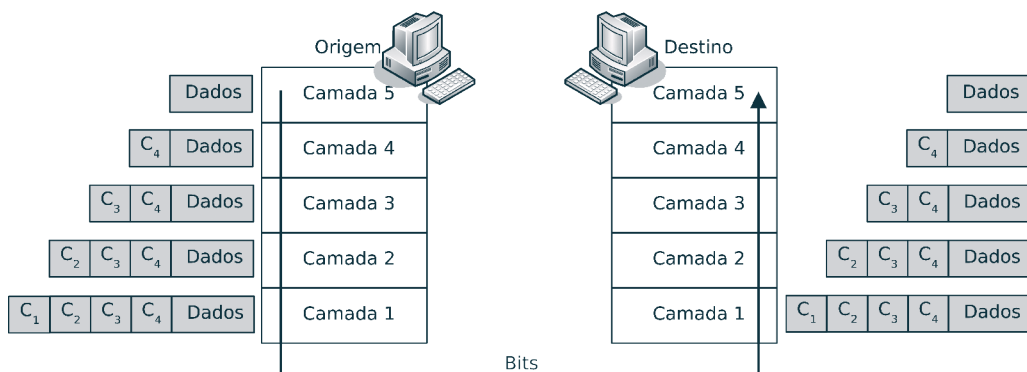 Origem Destino
Dados Camada 5 Camada 5 Dados
C4 Dados Camada 4 Camada 4 C4 Dados
C3 C4 Dados Camada 3 Camada 3 C3 C4 Dados
C2 C3 C4 Dados Camada 2 Camada 2 C2 C3 C4 Dados
C1 C2 C3 C4 Dados Camada 1 Camada 1 C1 C2 C3 C4 Dados
Bits